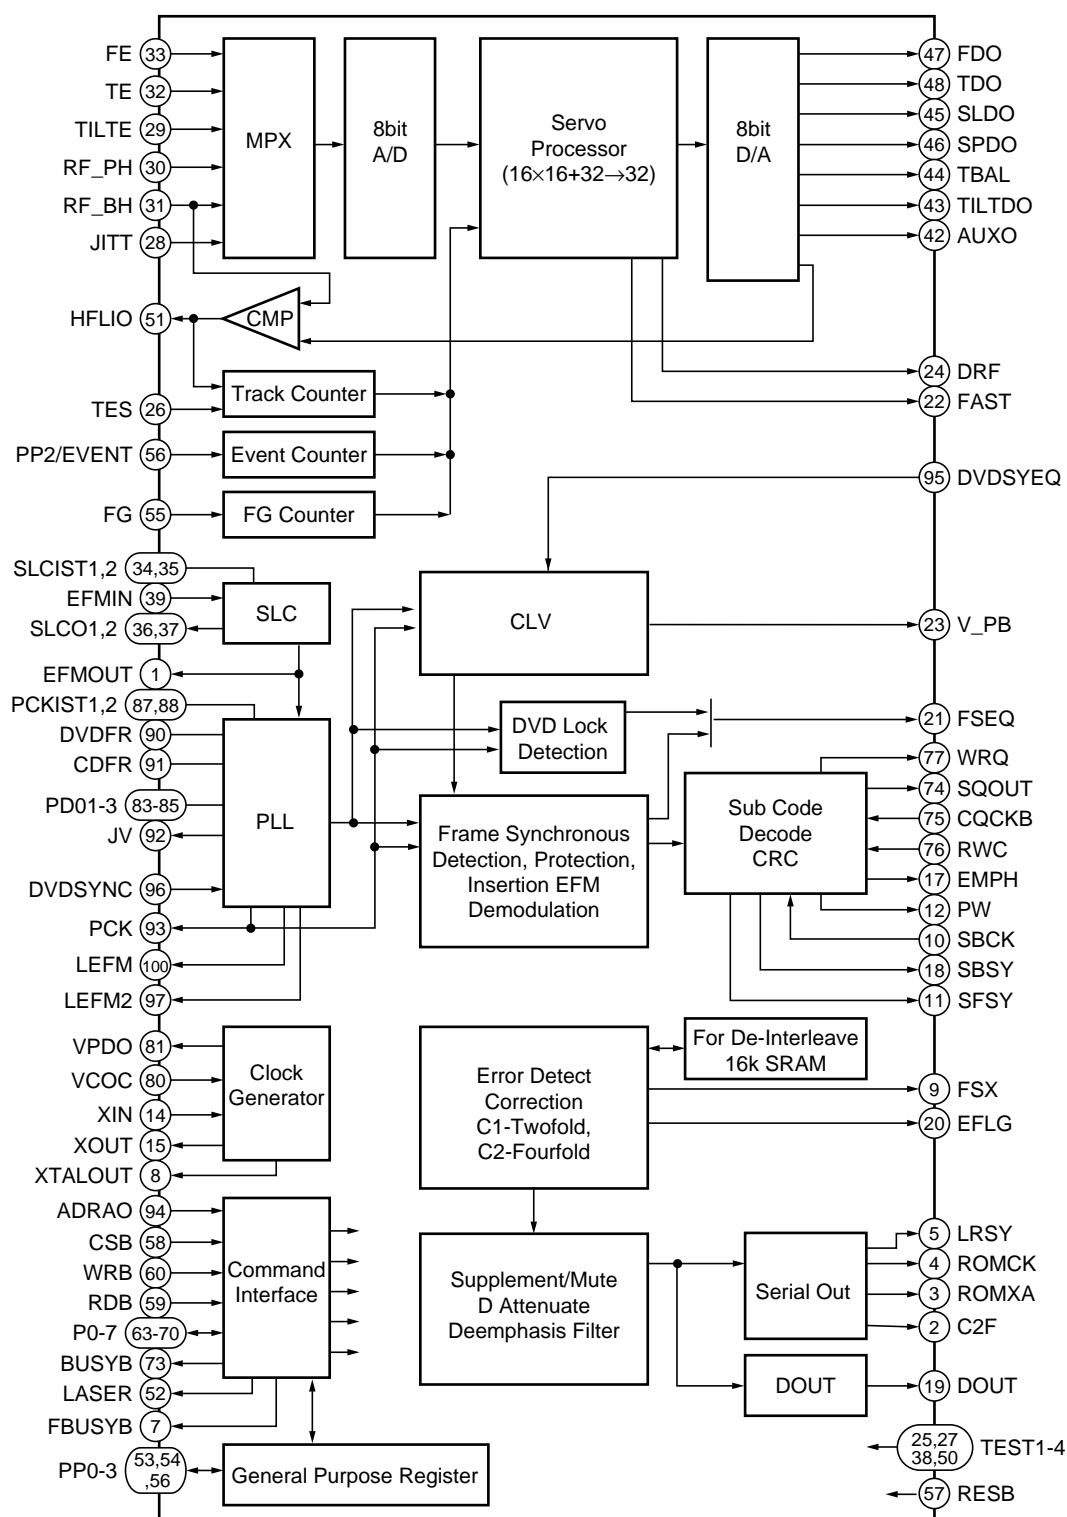 FE 33
TE 32
TILTE 29
RF_PH 30
RF_BH 31
JITT 28
HFLIO 51
TES 26
PP2/EVENT 56
FG 55
SLCIST1,2 34,35
EFMIN 39
SLCO1,2 36,37
EFMOUT 1
PCKIST1,2 87,88
DVDFR 90
CDFR 91
PD01-3 83-85
JV 92
DVDSYNC 96
PCK 93
LEFM 100
LEFM2 97
VPDO 81
VCOC 80
XIN 14
XOUT 15
XTALOUT 8
ADRAO 94
CSB 58
WRB 60
RDB 59
P0-7 63-70
BUSYB 73
LASER 52
FBUSYB 7
PP0-3 53,54
,56
MPX
8bit
A/D
Servo
Processor
(16×16+32→32)
8bit
D/A
CMP
Track Counter
Event Counter
FG Counter
SLC
CLV
DVD Lock
Detection
PLL
Frame Synchronous
Detection, Protection,
Insertion EFM
Demodulation
Sub Code
Decode
CRC
Clock
Generator
Error Detect
Correction
C1-Twofold,
C2-Fourfold
For De-Interleave
16k SRAM
Command
Interface
Supplement/Mute
D Attenuate
Deemphasis Filter
Serial Out
DOUT
General Purpose Register
47 FDO
48 TDO
45 SLDO
46 SPDO
44 TBAL
43 TILTDO
42 AUXO
24 DRF
22 FAST
95 DVDSYEQ
23 V_PB
21 FSEQ
77 WRQ
74 SQOUT
75 CQCKB
76 RWC
17 EMPH
12 PW
10 SBCK
18 SBSY
11 SFSY
9 FSX
20 EFLG
5 LRSY
4 ROMCK
3 ROMXA
2 C2F
19 DOUT
25,27
38,50 TEST1-4
57 RESB